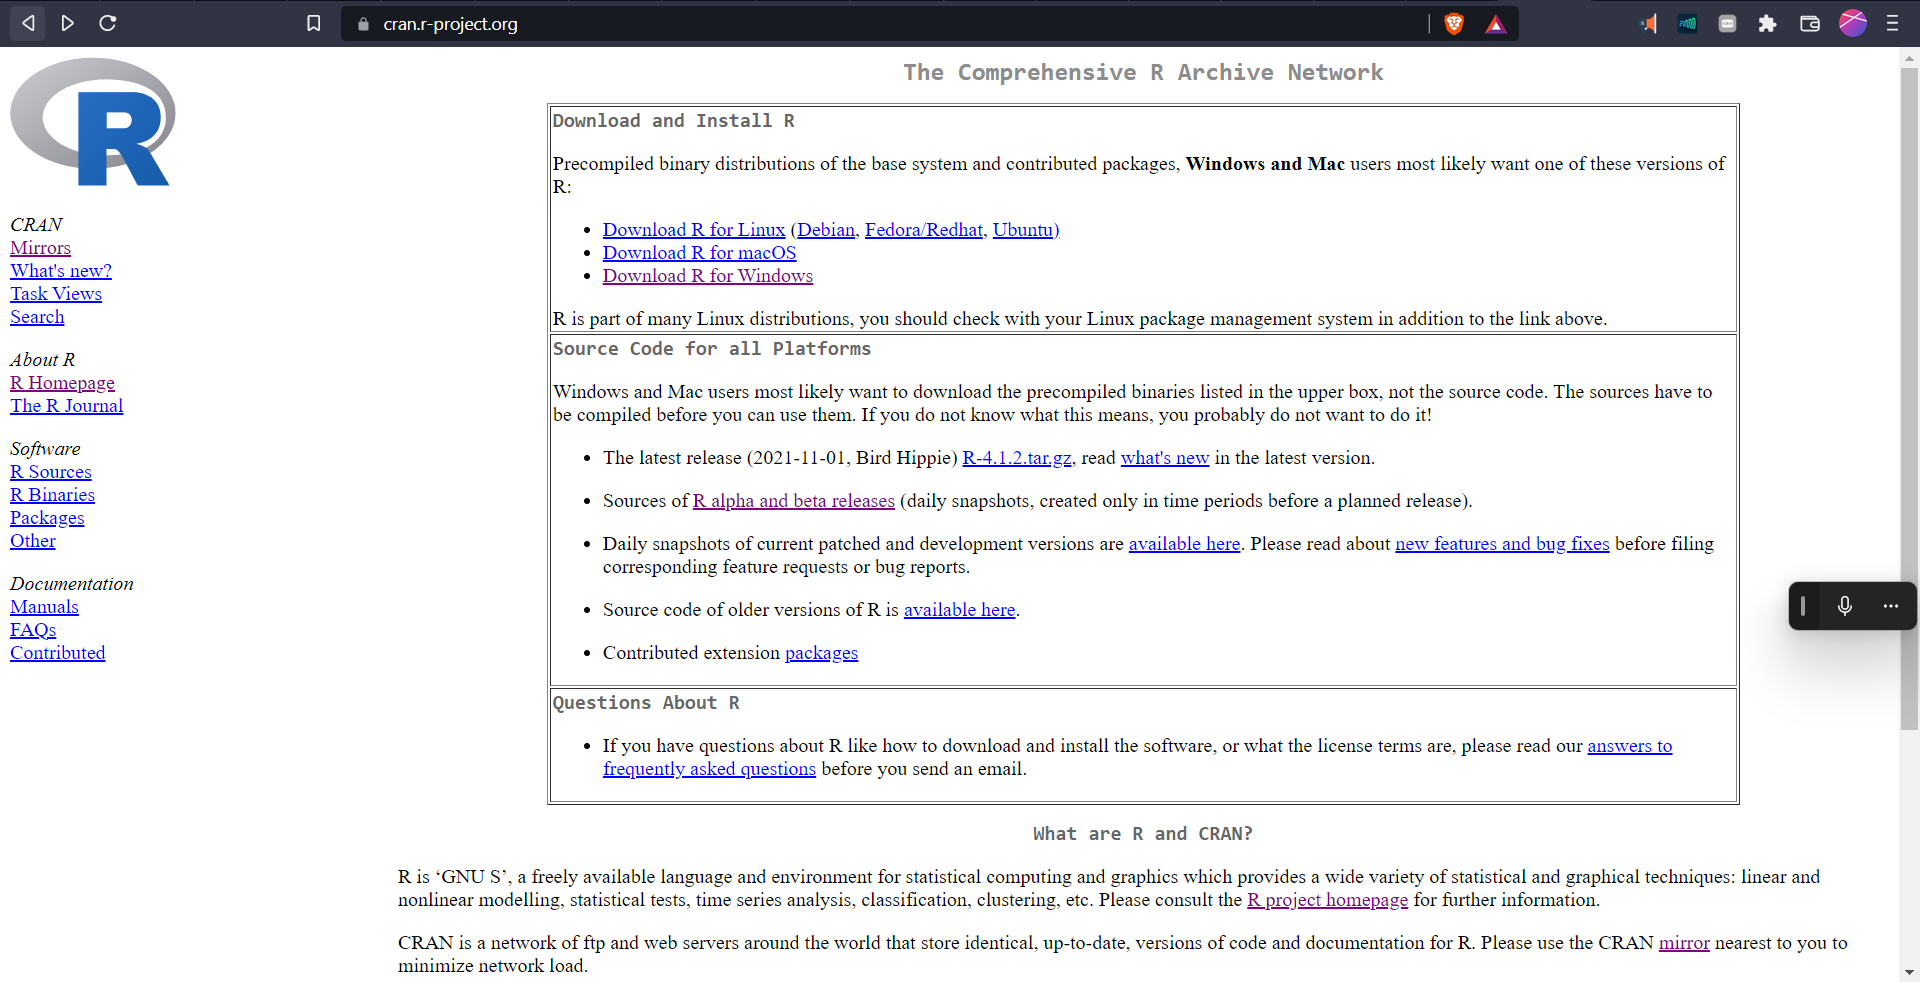 cran.r-project.org
R
CRAN
Mirrors
What's new?
Task Views
Search
About R
R Homepage
The R Journal
Software
R Sources
R Binaries
Packages
Other
Documentation
Manuals
FAQs
Contributed
The Comprehensive R Archive Network
Download and Install R
Precompiled binary distributions of the base system and contributed packages, Windows and Mac users most likely want one of these versions of
R:
Download R for Linux (Debian, Fedora/Redhat, Ubuntu)
Download R for macOS
Download R for Windows
R is part of many Linux distributions, you should check with your Linux package management system in addition to the link above.
Source Code for all Platforms
Windows and Mac users most likely want to download the precompiled binaries listed in the upper box, not the source code. The sources have to
be compiled before you can use them. If you do not know what this means, you probably do not want to do it!
The latest release (2021-11-01, Bird Hippie) R-4.1.2.tar.gz, read what's new in the latest version.
Sources of R alpha and beta releases (daily snapshots, created only in time periods before a planned release).
Daily snapshots of current patched and development versions are available here. Please read about new features and bug fixes before filing
corresponding feature requests or bug reports.
Source code of older versions of R is available here.
Contributed extension packages
Questions About R
If you have questions about R like how to download and install the software, or what the license terms are, please read our answers to
frequently asked questions before you send an email.
What are R and CRAN?
R is ‘GNU S’, a freely available language and environment for statistical computing and graphics which provides a wide variety of statistical and graphical techniques: linear and
nonlinear modelling, statistical tests, time series analysis, classification, clustering, etc. Please consult the R project homepage for further information.
CRAN is a network of ftp and web servers around the world that store identical, up-to-date, versions of code and documentation for R. Please use the CRAN mirror nearest to you to
minimize network load.